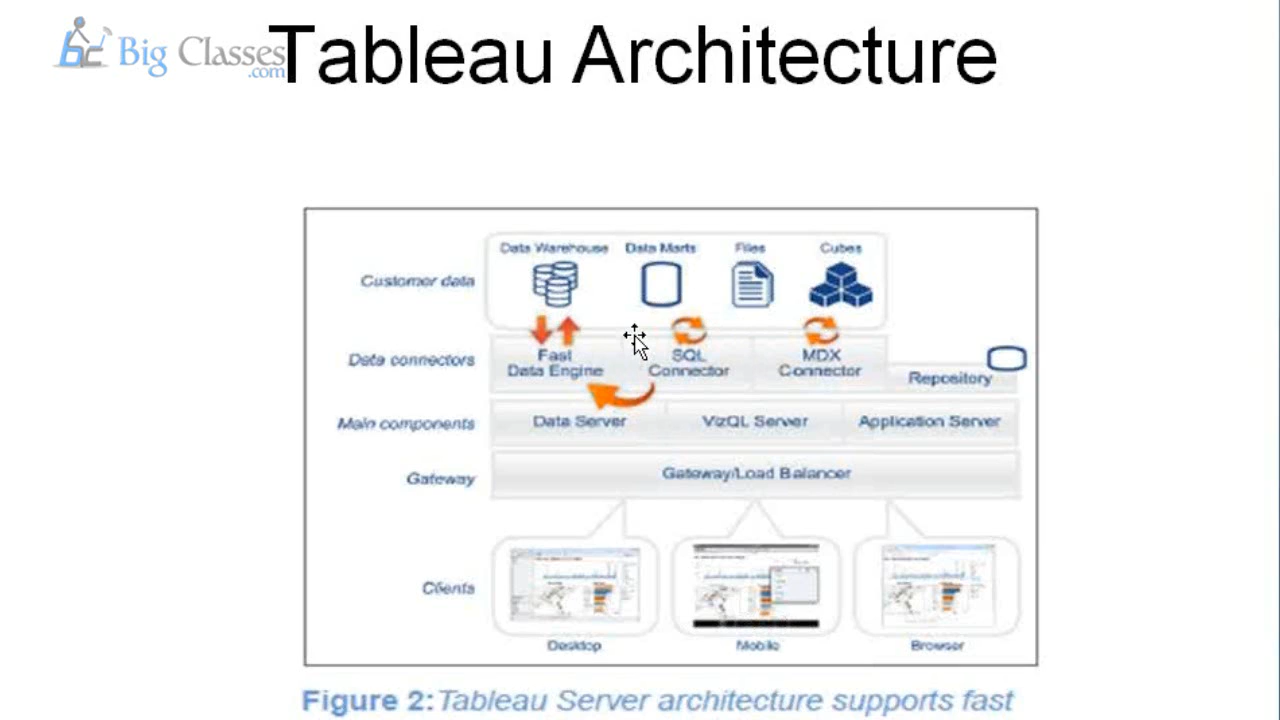 Big Classes
.com
Tableau Architecture
Data Warehouse Data Marts Files Cubes
Customer data
Data connectors
Fast
Data Engine
SQL
Connector
MDX
Connector
Repository
Main components
Data Server VizQL Server Application Server
Gateway
Gateway/Load Balancer
Clients
Desktop Mobile Browser
Figure 2: Tableau Server architecture supports fast